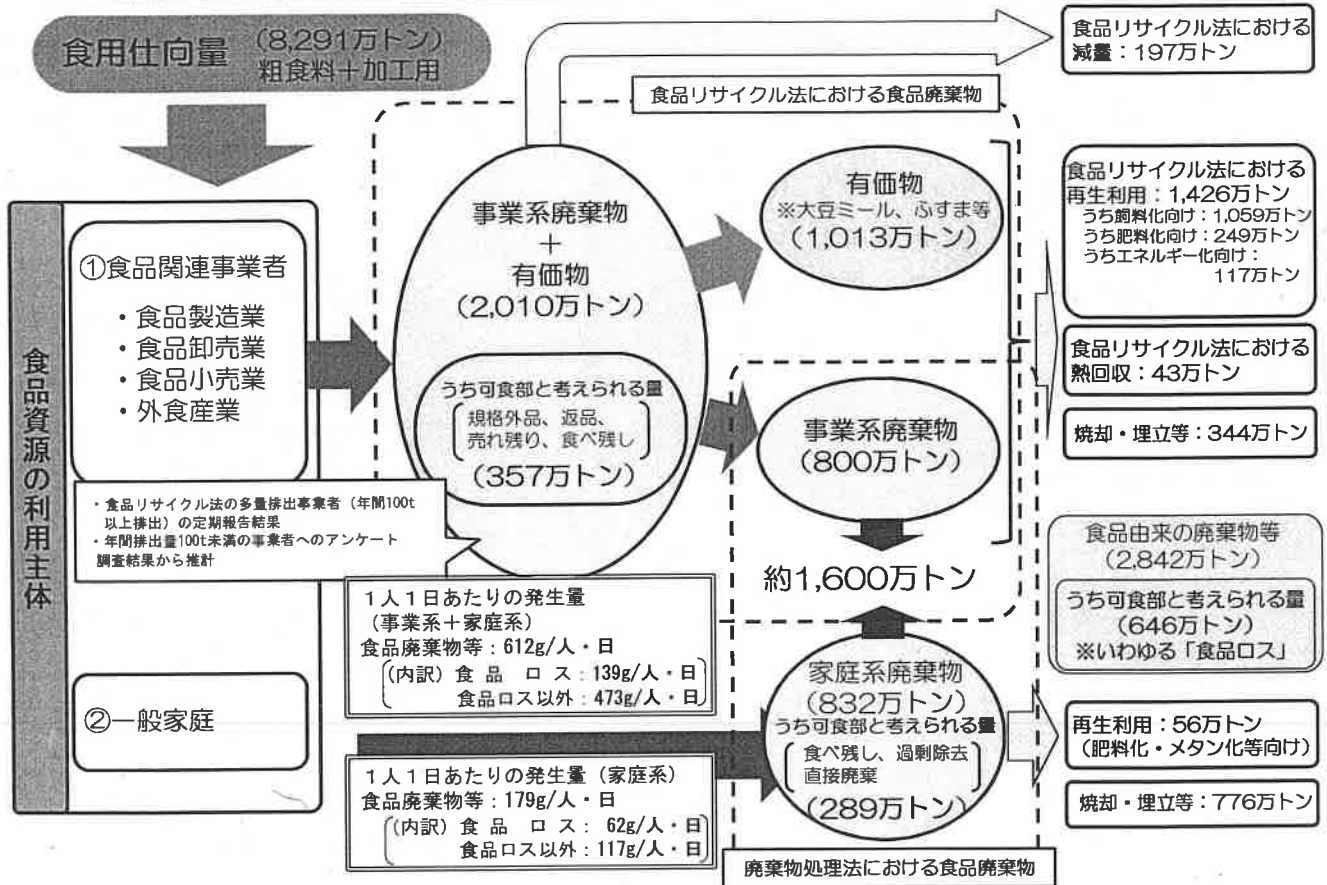 食用仕向量 (8,291万トン)
粗食料+加工用
食品資源の利用主体
①食品関連事業者
・食品製造業
・食品卸売業
・食品小売業
・外食産業
・食品リサイクル法の多量排出事業者(年間100t
以上排出)の定期報告結果
・年間排出量100t未満の事業者へのアンケート
調査結果から推計
②一般家庭
事業系廃棄物
+
有価物
(2,010万トン)
うち可食部と考えられる量
規格外品、返品、
売れ残り、食べ残し
(357万トン)
1人1日あたりの発生量
(事業系+家庭系)
食品廃棄物等:612g/人・日
(内訳)食 品 ロ ス:139g/人・日
食品ロス以外:473g/人・日
1人1日あたりの発生量(家庭系)
食品廃棄物等:179g/人・日
(内訳)食 品 ロ ス: 62g/人・日
食品ロス以外:117g/人・日
食品リサイクル法における食品廃棄物
有価物
※大豆ミール、ふすま等
(1,013万トン)
事業系廃棄物
(800万トン)
約1,600万トン
家庭系廃棄物
(832万トン)
うち可食部と考えられる量
食べ残し、過剰除去
直接廃棄
(289万トン)
廃棄物処理法における食品廃棄物
食品リサイクル法における
減量:197万トン
食品リサイクル法における
再生利用:1,426万トン
うち飼料化向け:1,059万トン
うち肥料化向け:249万トン
うちエネルギー化向け:
117万トン
食品リサイクル法における
熱回収:43万トン
焼却・埋立等:344万トン
食品由来の廃棄物等
(2,842万トン)
うち可食部と考えられる量
(646万トン)
※いわゆる「食品ロス」
再生利用:56万トン
(肥料化・メタン化等向け)
焼却・埋立等:776万トン